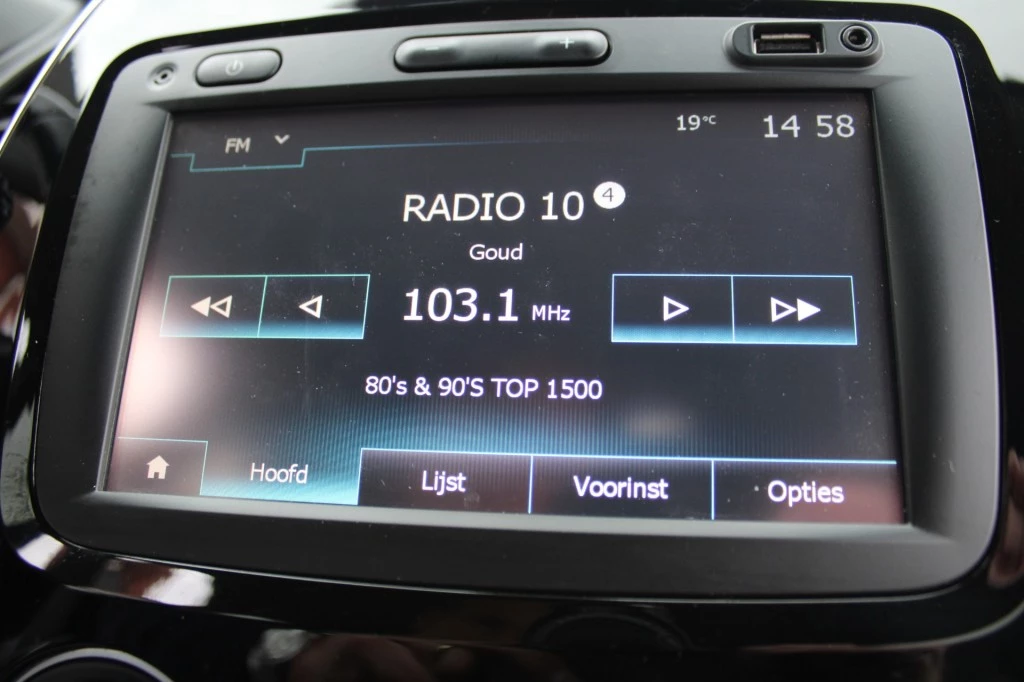 19°C 14 58
FM
RADIO 10 4
Goud
103.1 MHz
80's & 90'S TOP 1500
Hoofd Lijst Voorinst Opties